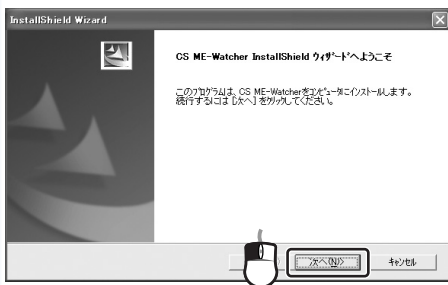 InstallShield Wizard
CS ME-Watcher InstallShield ウィザードへようこそ
このプログラムは、CS ME-Watcherをコンピュータにインストールします。
続行するには [次へ] をクリックしてください。
次へ(N)>
キャンセル